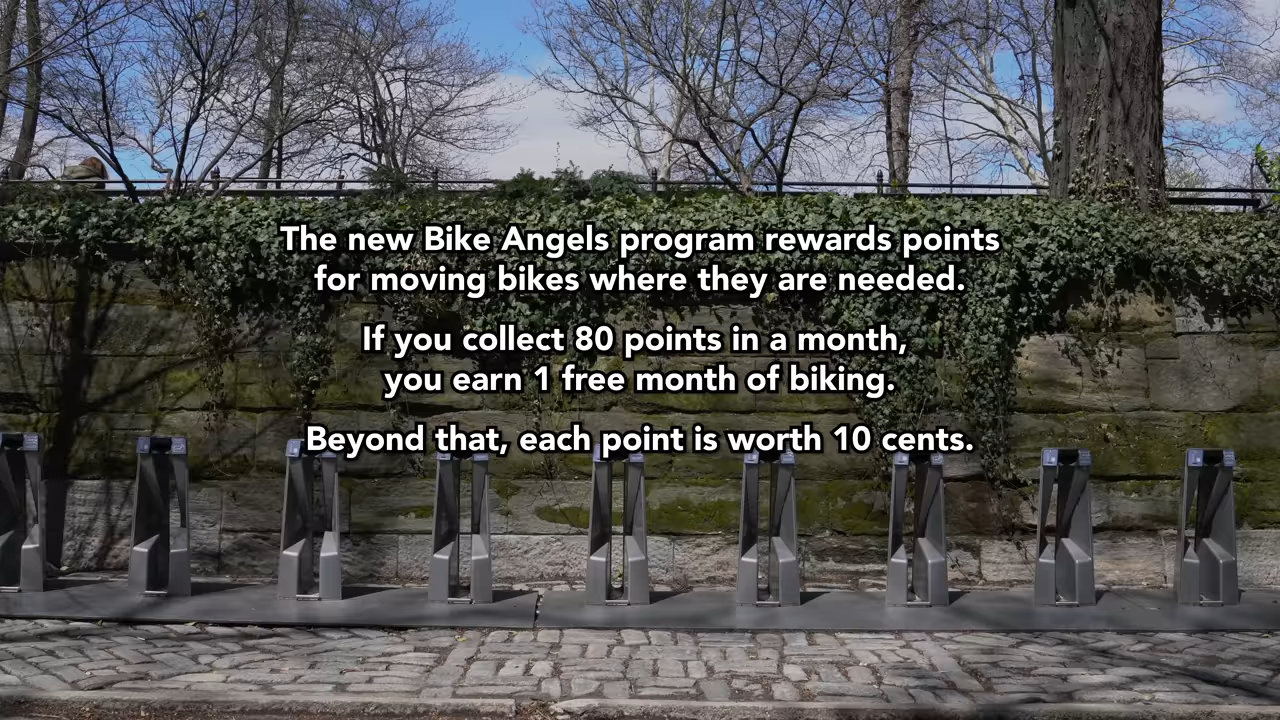 The new Bike Angels program rewards points
for moving bikes where they are needed.
If you collect 80 points in a month,
you earn 1 free month of biking.
Beyond that, each point is worth 10 cents.